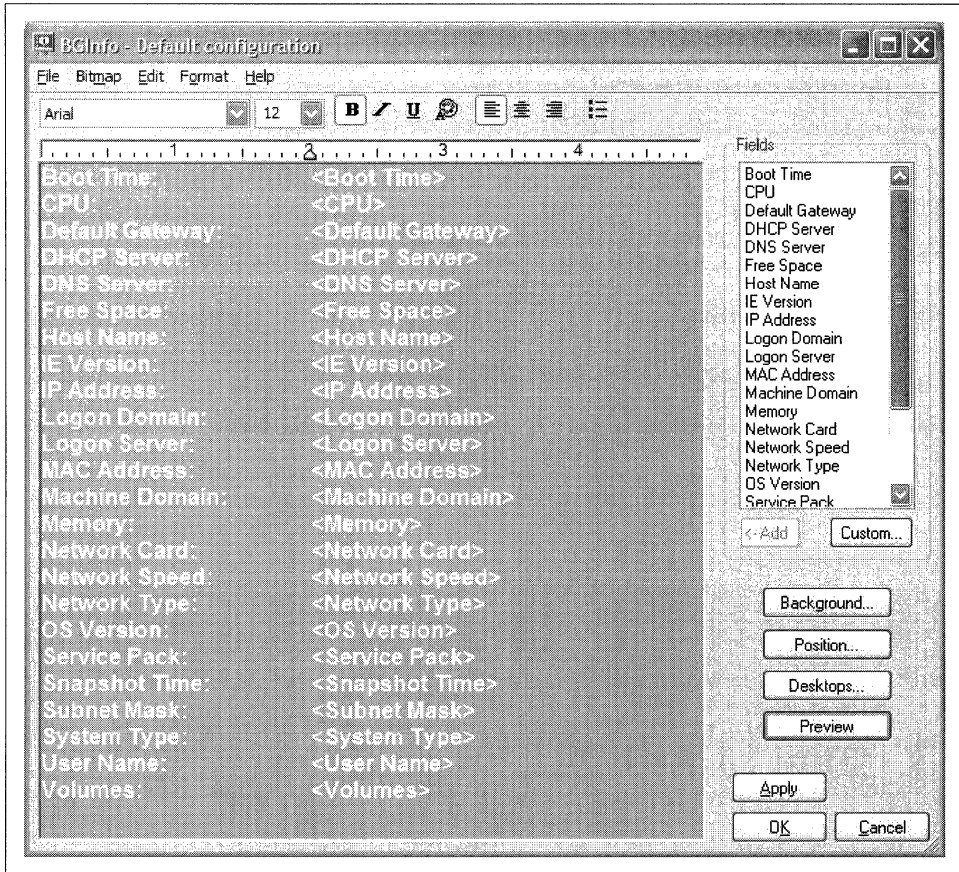 BGInfo - Default configuration
File Bitmap Edit Format Help
Arial 12 B I U
1 2 3 4
Boot Time: <Boot Time>
CPU: <CPU>
Default Gateway: <Default Gateway>
DHCP Server: <DHCP Server>
DNS Server: <DNS Server>
Free Space: <Free Space>
Host Name: <Host Name>
IE Version: <IE Version>
IP Address: <IP Address>
Logon Domain: <Logon Domain>
Logon Server: <Logon Server>
MAC Address: <MAC Address>
Machine Domain: <Machine Domain>
Memory: <Memory>
Network Card: <Network Card>
Network Speed: <Network Speed>
Network Type: <Network Type>
OS Version: <OS Version>
Service Pack: <Service Pack>
Snapshot Time: <Snapshot Time>
Subnet Mask: <Subnet Mask>
System Type: <System Type>
User Name: <User Name>
Volumes: <Volumes>
Fields
Boot Time
CPU
Default Gateway
DHCP Server
DNS Server
Free Space
Host Name
IE Version
IP Address
Logon Domain
Logon Server
MAC Address
Machine Domain
Memory
Network Card
Network Speed
Network Type
OS Version
Service Pack
<-Add Custom...
Background...
Position...
Desktops...
Preview
Apply
OK Cancel